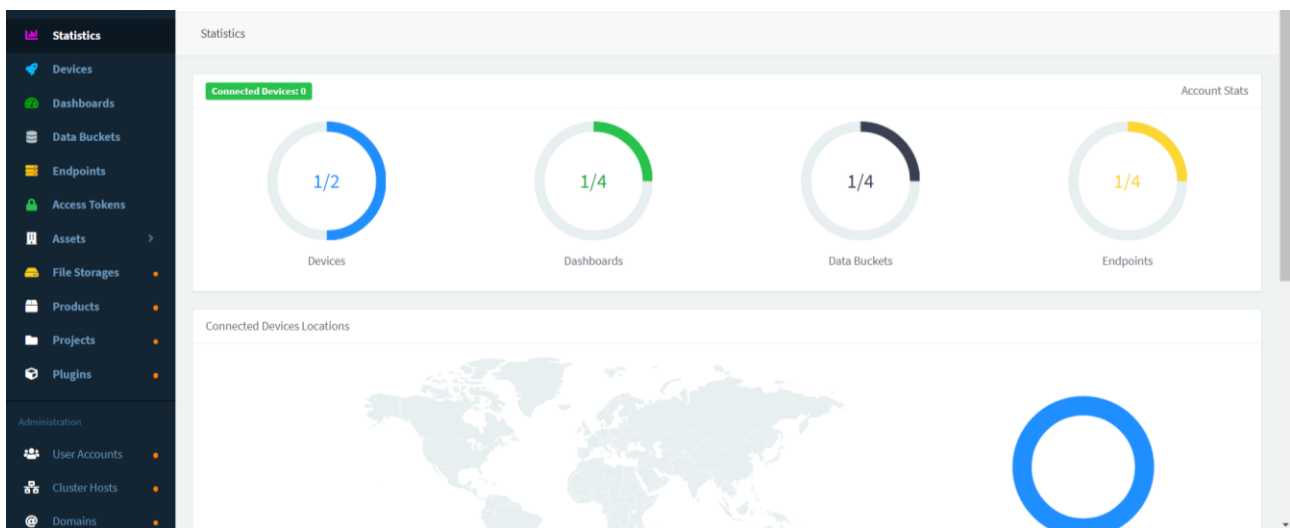 Statistics
Devices
Dashboards
Data Buckets
Endpoints
Access Tokens
Assets
File Storages
Products
Projects
Plugins
Administration
User Accounts
Cluster Hosts
Domains
Statistics
Connected Devices: 0
Account Stats
1/2
1/4
1/4
1/4
Devices
Dashboards
Data Buckets
Endpoints
Connected Devices Locations